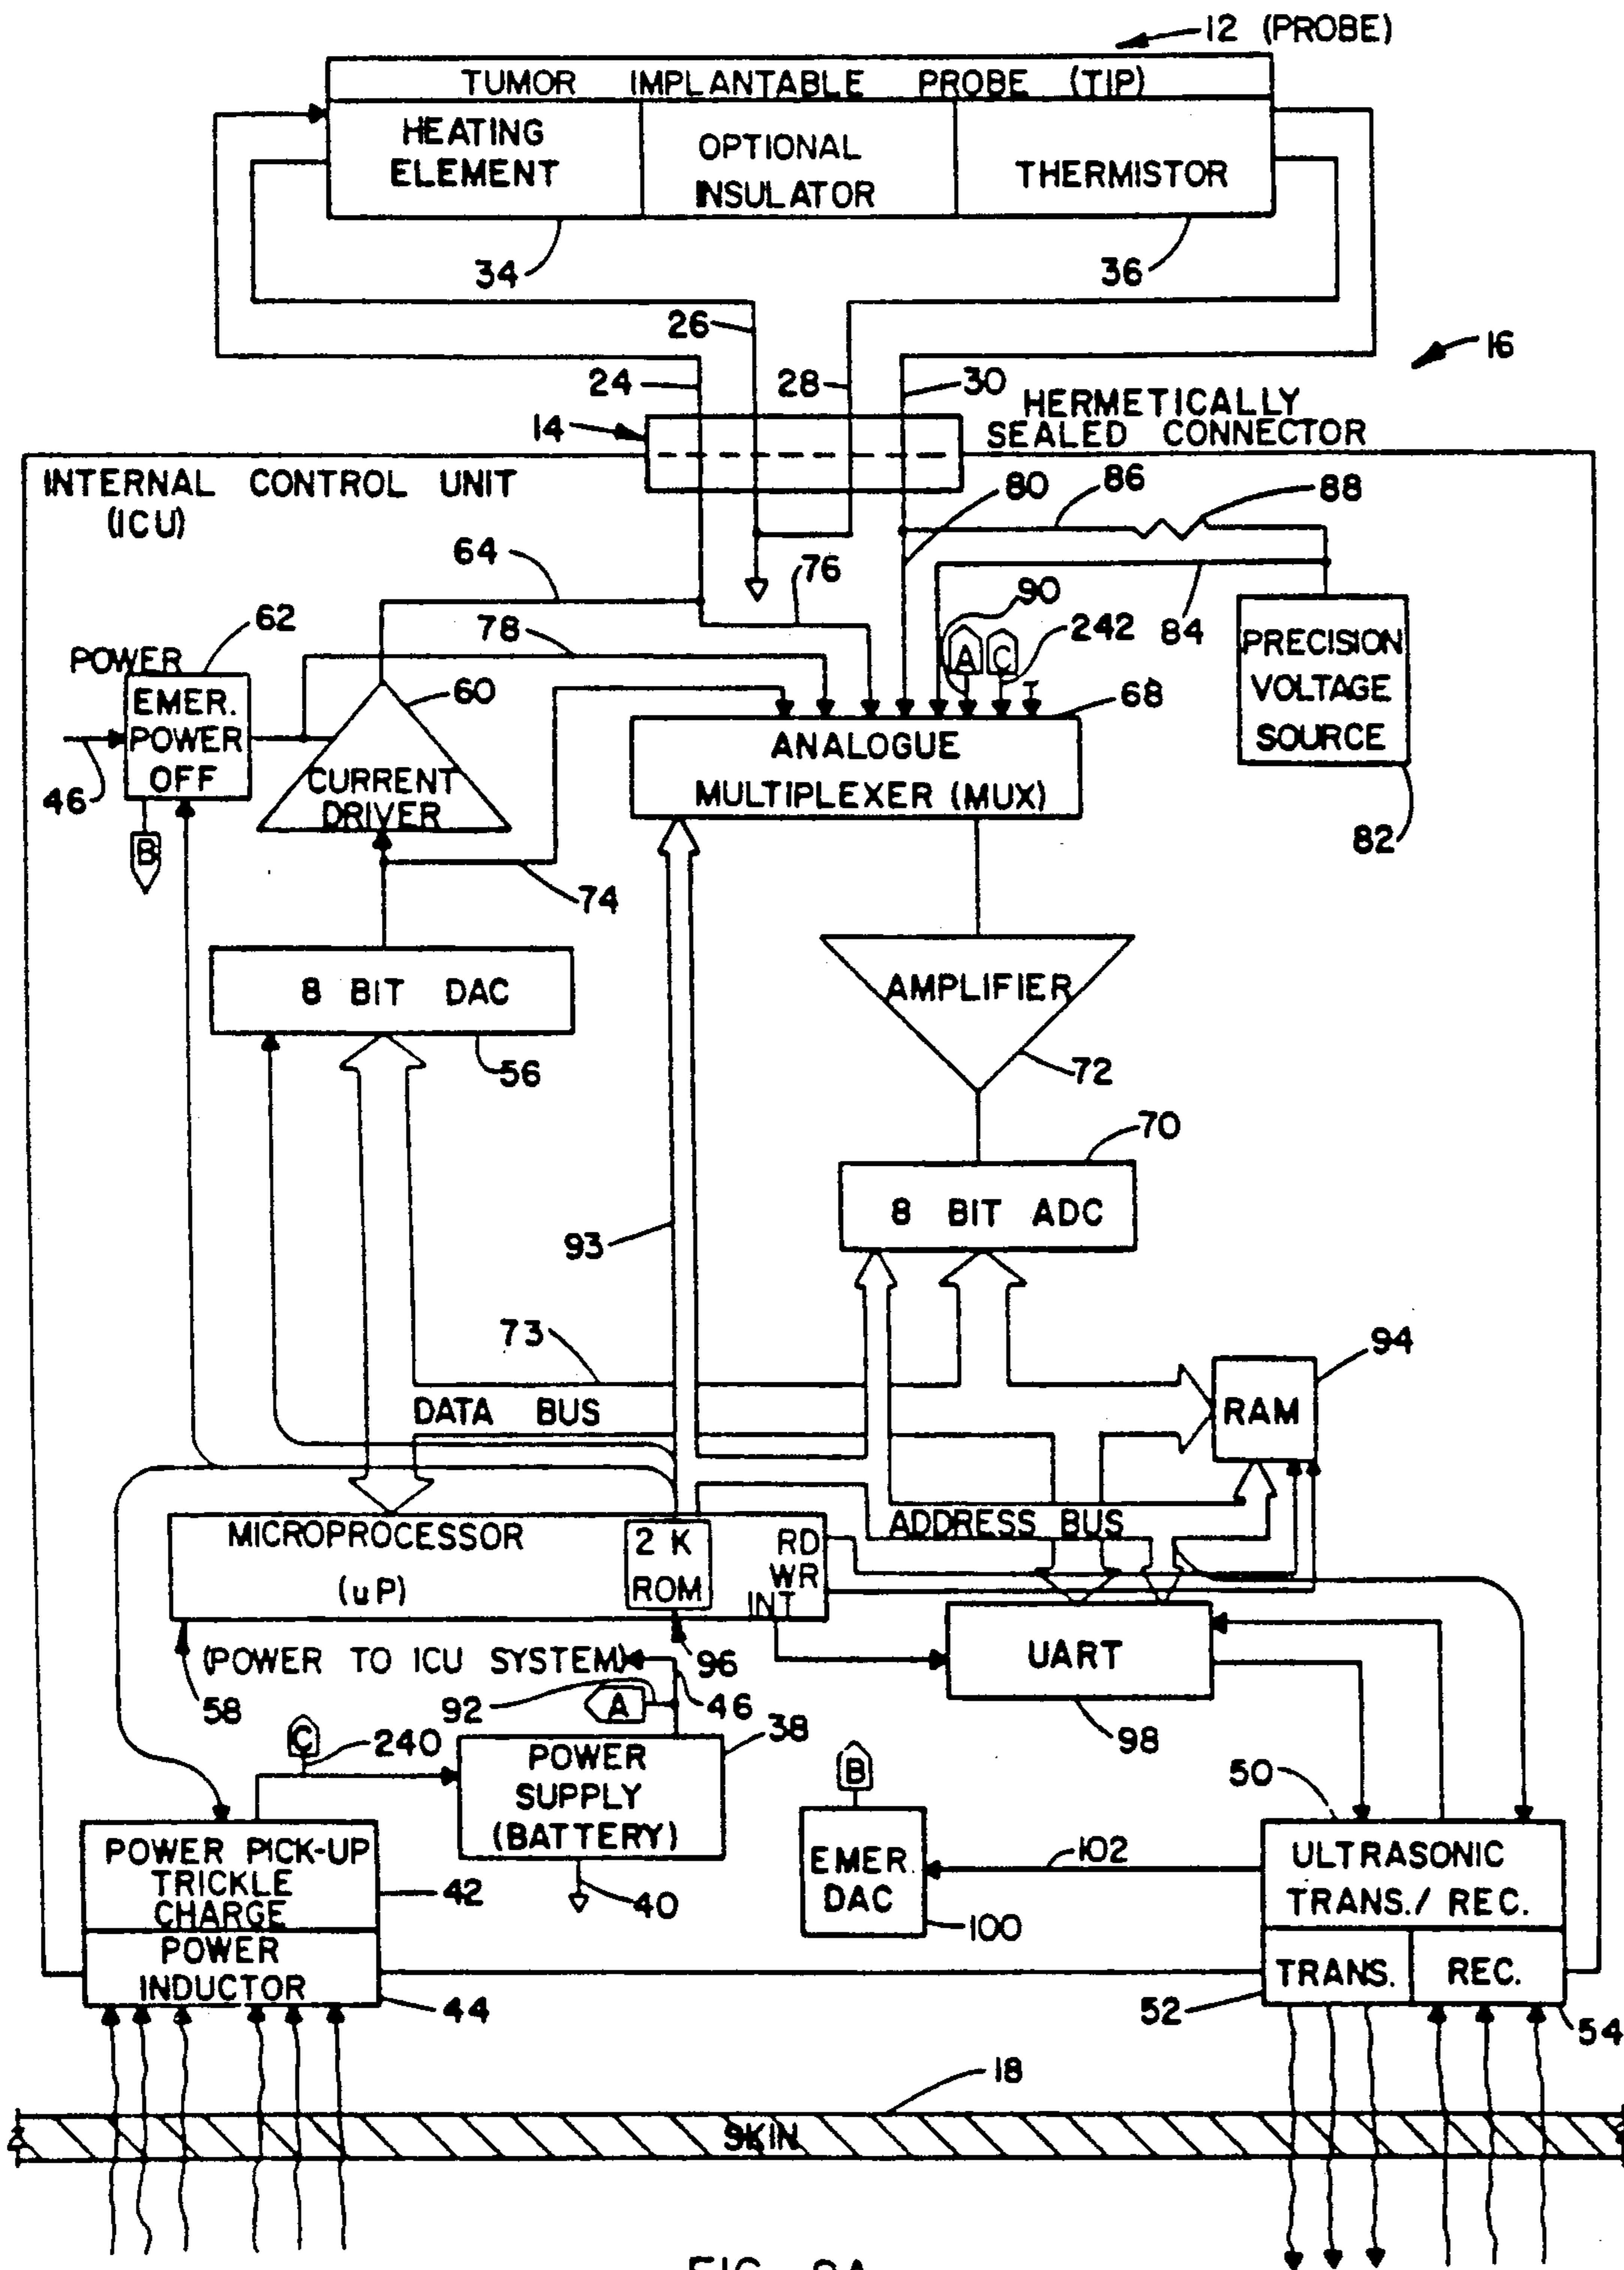 12 (PROBE)
TUMOR IMPLANTABLE PROBE (TIP)
HEATING
ELEMENT
OPTIONAL
INSULATOR
THERMISTOR
34
36
26
16
24
28
30
14
HERMETICALLY
SEALED CONNECTOR
INTERNAL CONTROL UNIT
(ICU)
80
86
88
64
76
90
62
78
242
84
POWER
A
C
60
68
EMER.
POWER
OFF
PRECISION
VOLTAGE
SOURCE
ANALOGUE
MULTIPLEXER (MUX)
46
CURRENT
DRIVER
82
B
74
8 BIT DAC
AMPLIFIER
56
72
70
8 BIT ADC
93
73
94
DATA BUS
RAM
MICROPROCESSOR
(uP)
2 K
ROM
RD
WR
INT
ADDRESS BUS
UART
(POWER TO ICU SYSTEM)
96
58
92
A
46
98
C
240
38
POWER
SUPPLY
(BATTERY)
B
50
POWER PICK-UP
TRICKLE
CHARGE
42
40
EMER.
DAC
102
ULTRASONIC
TRANS./ REC.
100
POWER
INDUCTOR
44
TRANS.
REC.
52
54
18
SKIN